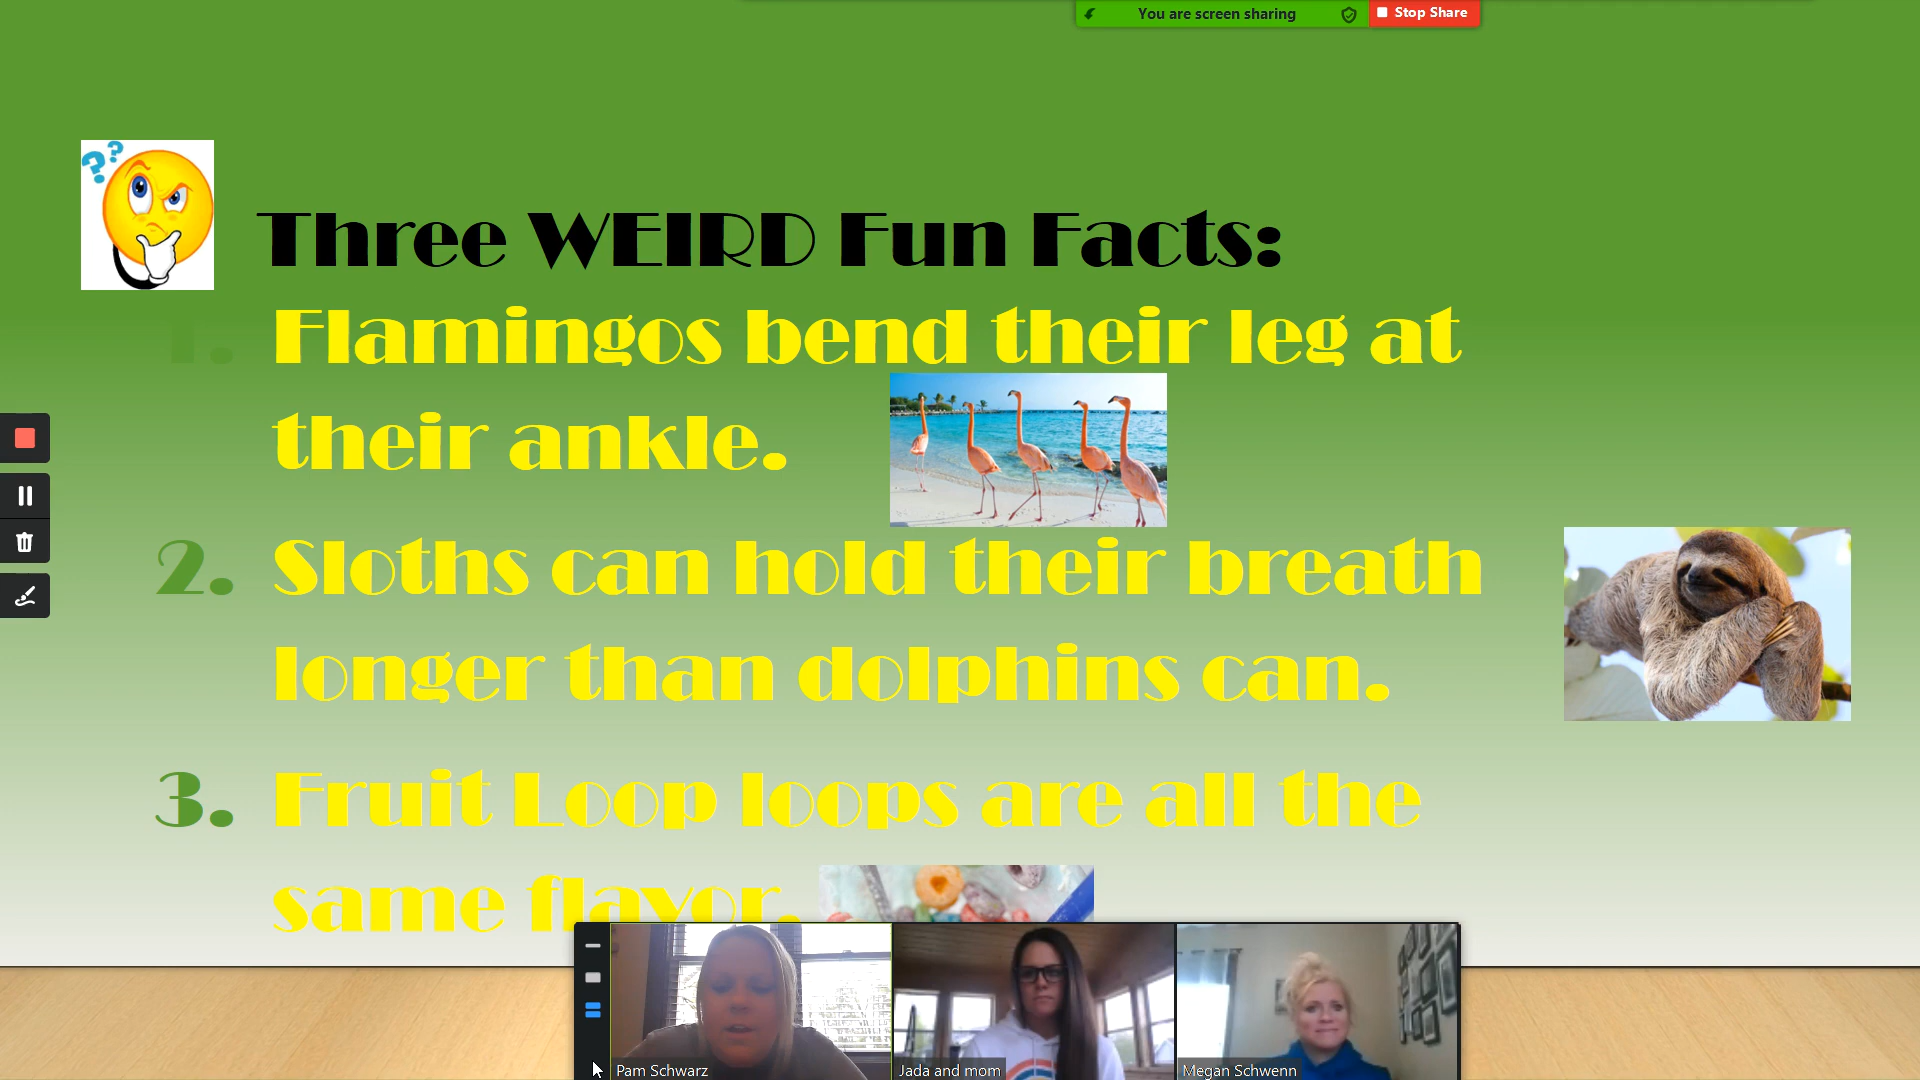 You are screen sharing
Stop Share
??
Three WEIRD Fun Facts:
1. Flamingos bend their leg at
their ankle.
2. Sloths can hold their breath
longer than dolphins can.
3. Fruit Loop loops are all the
same flavor.
Pam Schwarz
Jada and mom
Megan Schwenn